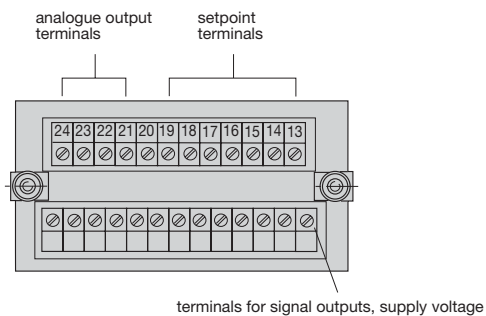 analogue output
terminals
setpoint
terminals
24 23 22 21 20 19 18 17 16 15 14 13
terminals for signal outputs, supply voltage